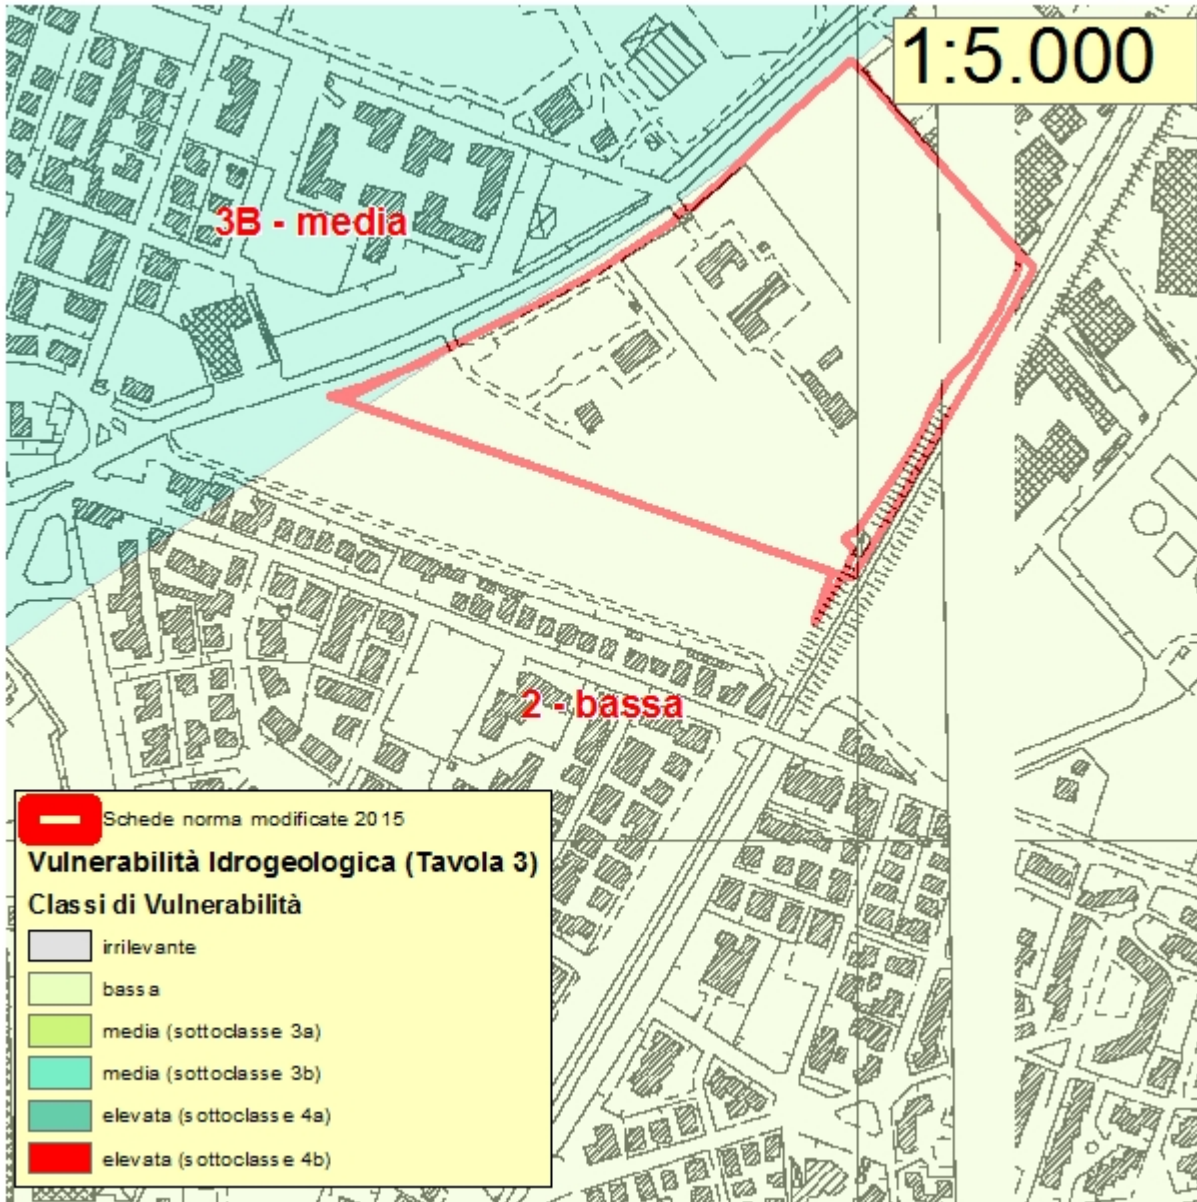 1:5.000
3B - media
2 - bassa
Schede norma modificate 2015
Vulnerabilità Idrogeologica (Tavola 3)
Classi di Vulnerabilità
irrilevante
bassa
media (sottoclasse 3a)
media (sottoclasse 3b)
elevata (sottoclasse 4a)
elevata (sottoclasse 4b)